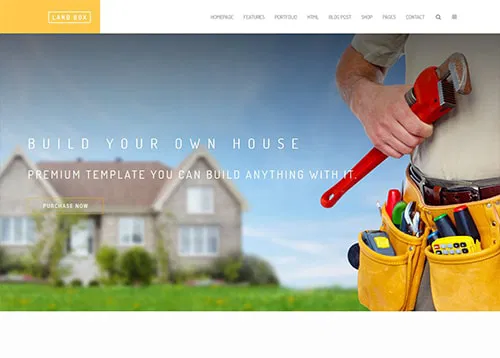 LAND BOX
HOMEPAGE FEATURES PORTFOLIO HTML BLOG POST SHOP PAGES CONTACT
BUILD YOUR OWN HOUSE
PREMIUM TEMPLATE YOU CAN BUILD ANYTHING WITH IT.
PURCHASE NOW